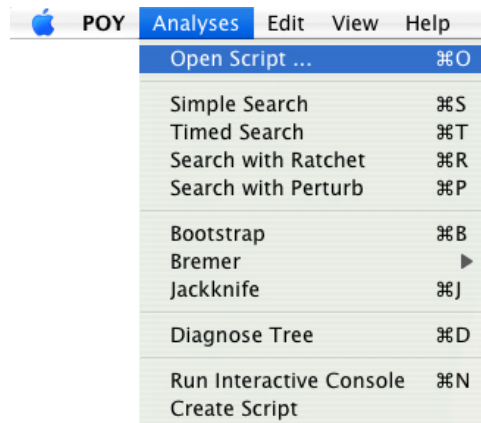 POY Analyses Edit View Help
Open Script ... ⌘O
Simple Search ⌘S
Timed Search ⌘T
Search with Ratchet ⌘R
Search with Perturb ⌘P
Bootstrap ⌘B
Bremer
Jackknife ⌘J
Diagnose Tree ⌘D
Run Interactive Console ⌘N
Create Script